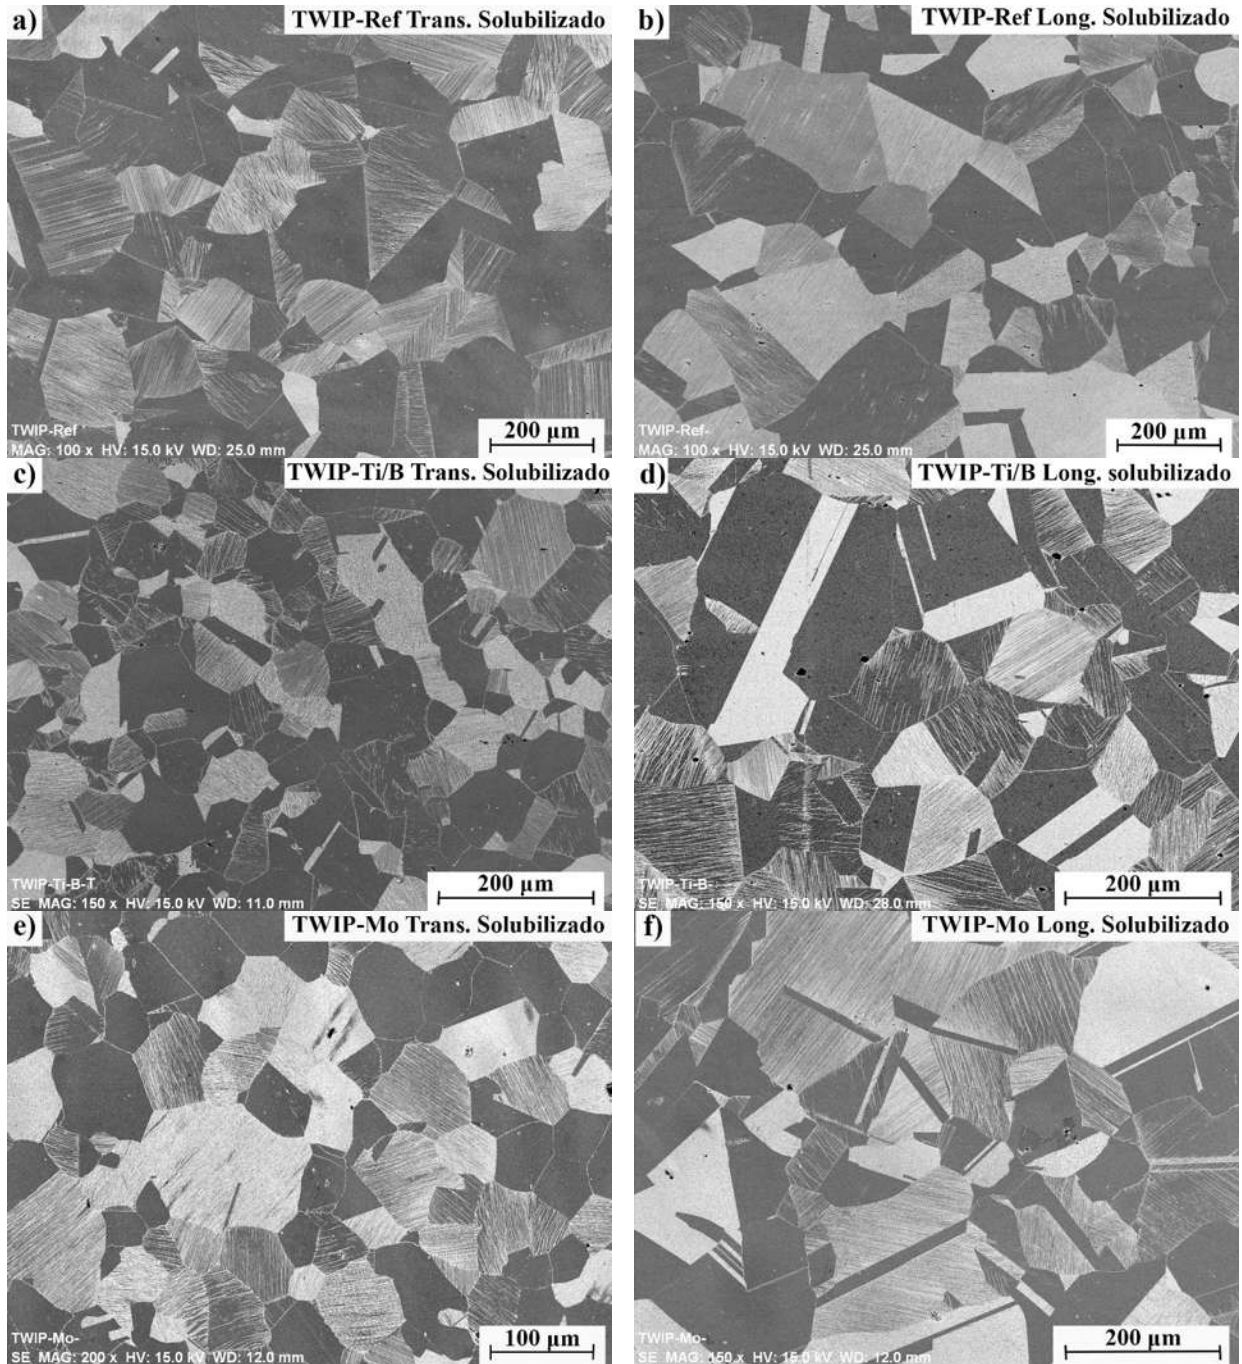 a)
TWIP-Ref Trans. Solubilizado
TWIP-Ref
MAG: 100 x HV: 15.0 kV WD: 25.0 mm
200 µm
b)
TWIP-Ref Long. Solubilizado
TWIP-Ref-
MAG: 100 x HV: 15.0 kV WD: 25.0 mm
200 µm
c)
TWIP-Ti/B Trans. Solubilizado
TWIP-Ti-B-T
SE MAG: 150 x HV: 15.0 kV WD: 11.0 mm
200 µm
d)
TWIP-Ti/B Long. solubilizado
TWIP-Ti-B-
SE MAG: 150 x HV: 15.0 kV WD: 28.0 mm
200 µm
e)
TWIP-Mo Trans. Solubilizado
TWIP-Mo-
SE MAG: 200 x HV: 15.0 kV WD: 12.0 mm
100 µm
f)
TWIP-Mo Long. Solubilizado
TWIP-Mo-
SE MAG: 150 x HV: 15.0 kV WD: 12.0 mm
200 µm